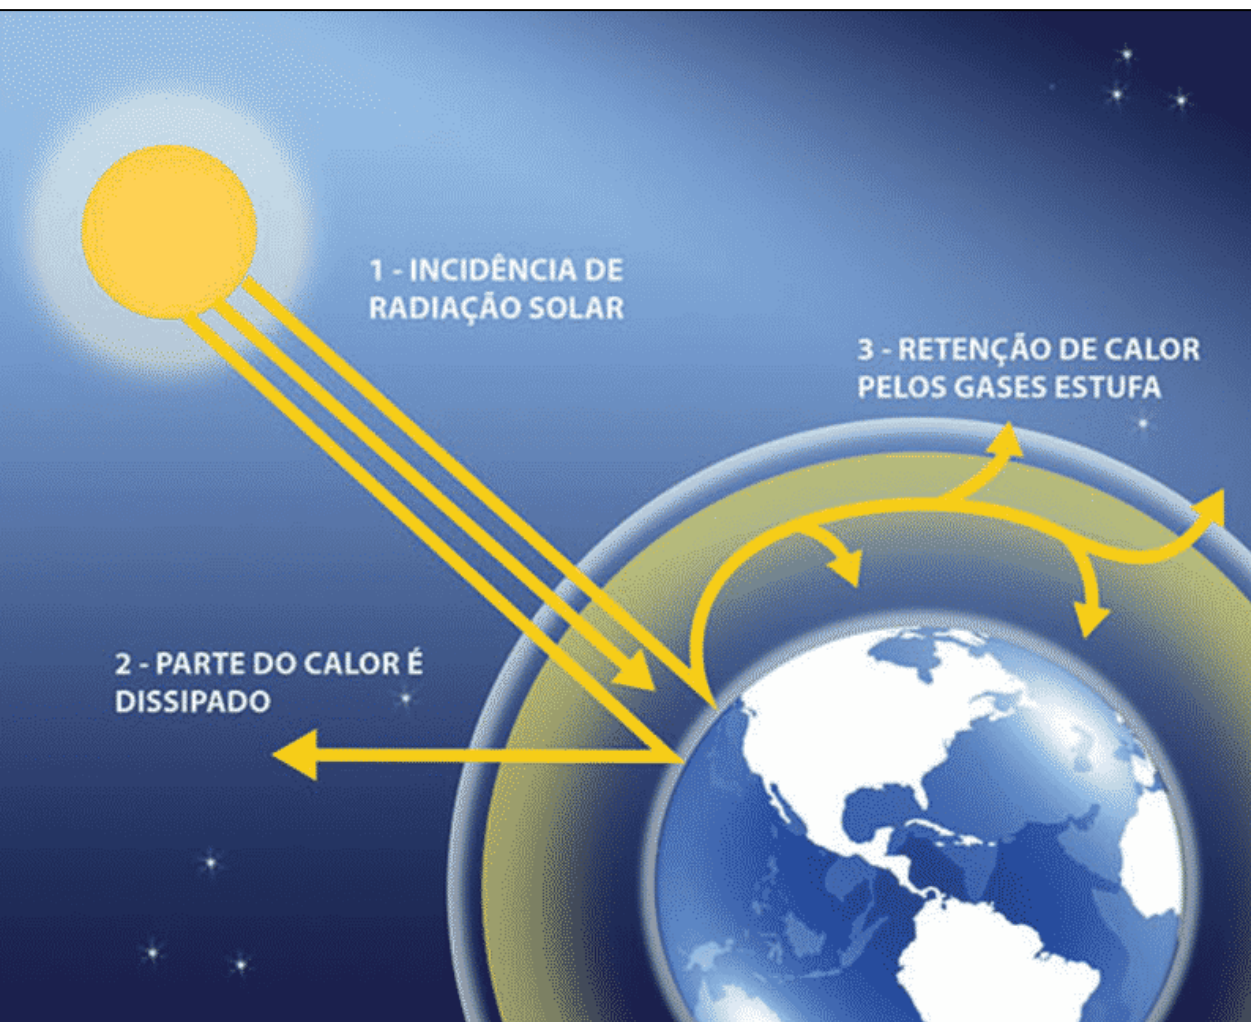 1 - INCIDÊNCIA DE
RADIAÇÃO SOLAR
3 - RETENÇÃO DE CALOR
PELOS GASES ESTUFA
2 - PARTE DO CALOR É
DISSIPADO